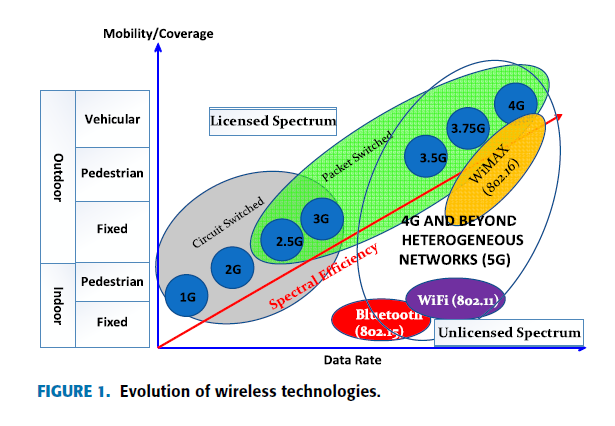 Mobility/Coverage
Outdoor
Vehicular
Pedestrian
Fixed
Indoor
Pedestrian
Fixed
Licensed Spectrum
Circuit Switched
Packet Switched
1G
2G
2.5G
3G
3.5G
3.75G
4G
WiMAX
(802.16)
Spectral Efficiency
4G AND BEYOND
HETEROGENEOUS
NETWORKS (5G)
WiFi (802.11)
Bluetooth
(802.15)
Unlicensed Spectrum
Data Rate
FIGURE 1. Evolution of wireless technologies.